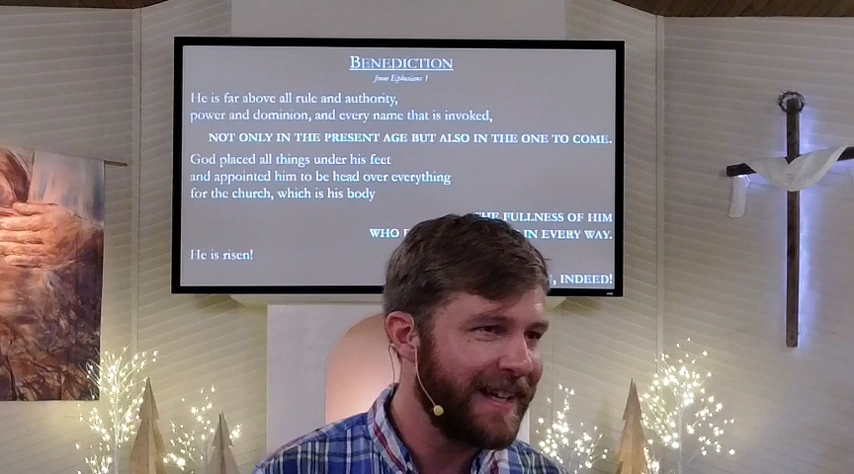 BENEDICTION
from Ephesians 1
He is far above all rule and authority,
power and dominion, and every name that is invoked,
NOT ONLY IN THE PRESENT AGE BUT ALSO IN THE ONE TO COME.
God placed all things under his feet
and appointed him to be head over everything
for the church, which is his body
THE FULLNESS OF HIM
WHO IN EVERY WAY.
He is risen!
, INDEED!